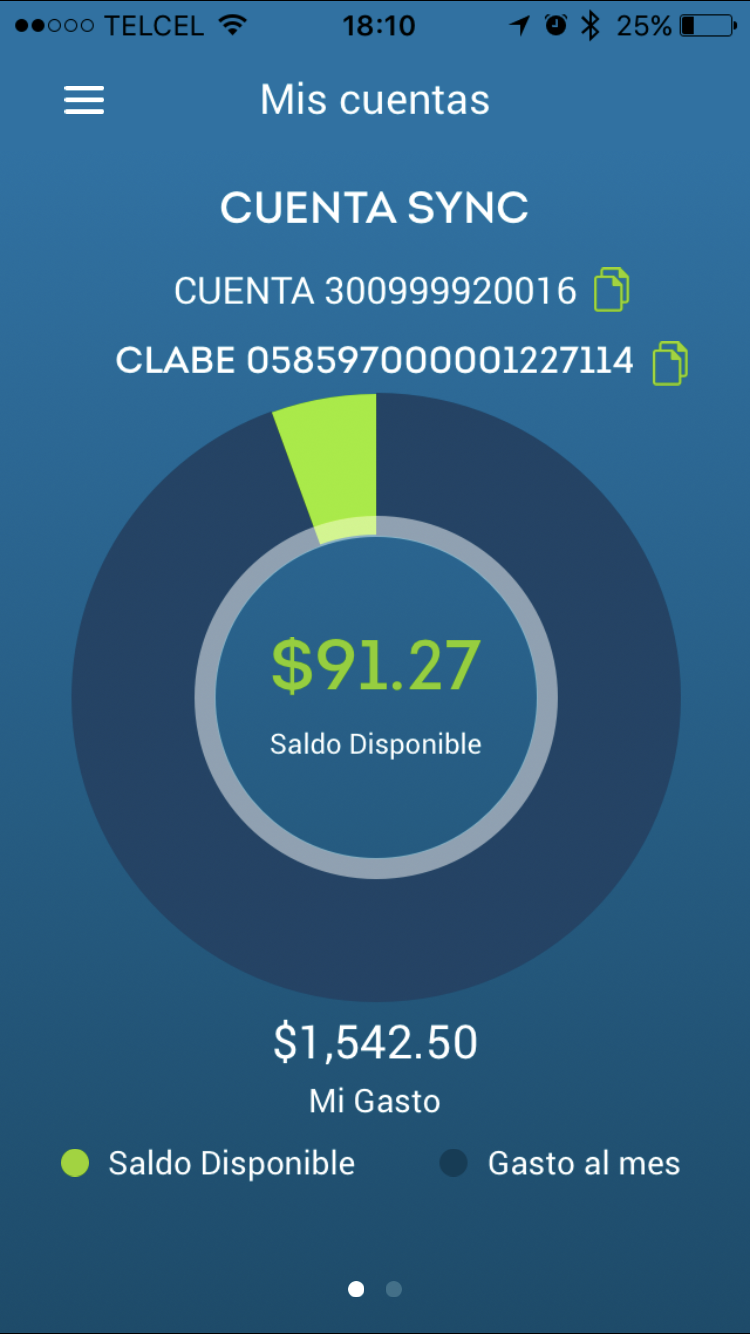 TELCEL 18:10 25%
Mis cuentas
CUENTA SYNC
CUENTA 300999920016
CLABE 058597000001227114
$91.27
Saldo Disponible
$1,542.50
Mi Gasto
Saldo Disponible Gasto al mes